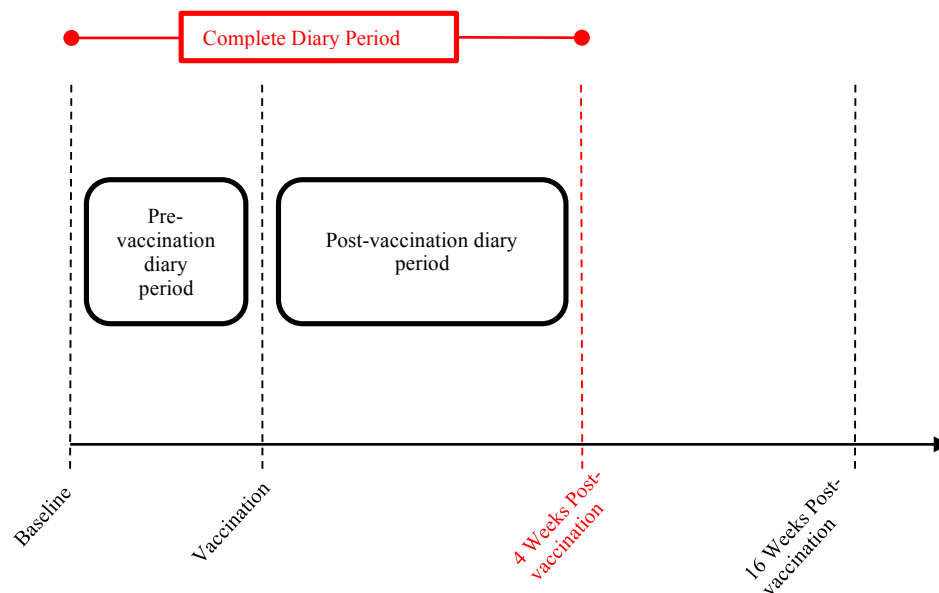 Complete Diary Period
Pre-
vaccination
diary
period
Post-vaccination diary
period
Baseline
Vaccination
4 Weeks Post-
vaccination
16 Weeks Post-
vaccination